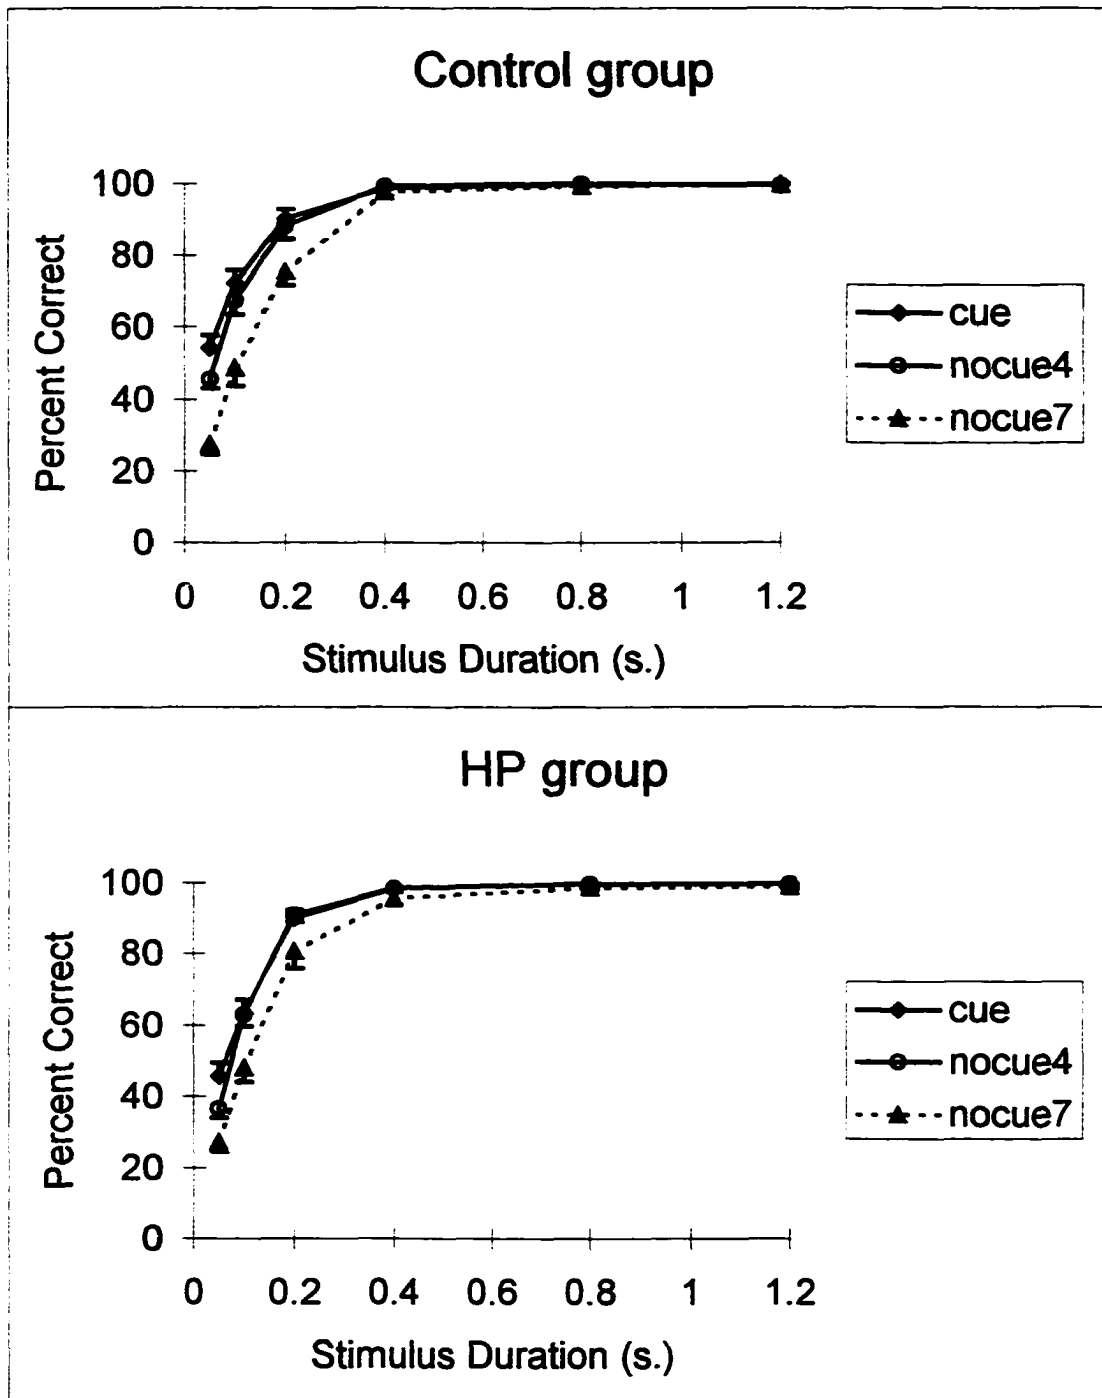 Control group
100
80
60
40
20
0
Percent Correct
0 0.2 0.4 0.6 0.8 1 1.2
Stimulus Duration (s.)
cue
nocue4
nocue7
HP group
100
80
60
40
20
0
Percent Correct
0 0.2 0.4 0.6 0.8 1 1.2
Stimulus Duration (s.)
cue
nocue4
nocue7